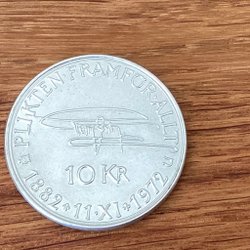 PLIKTEN·FRAMFÖR·ALLT
10 KR
1882·11·XI·1972
U